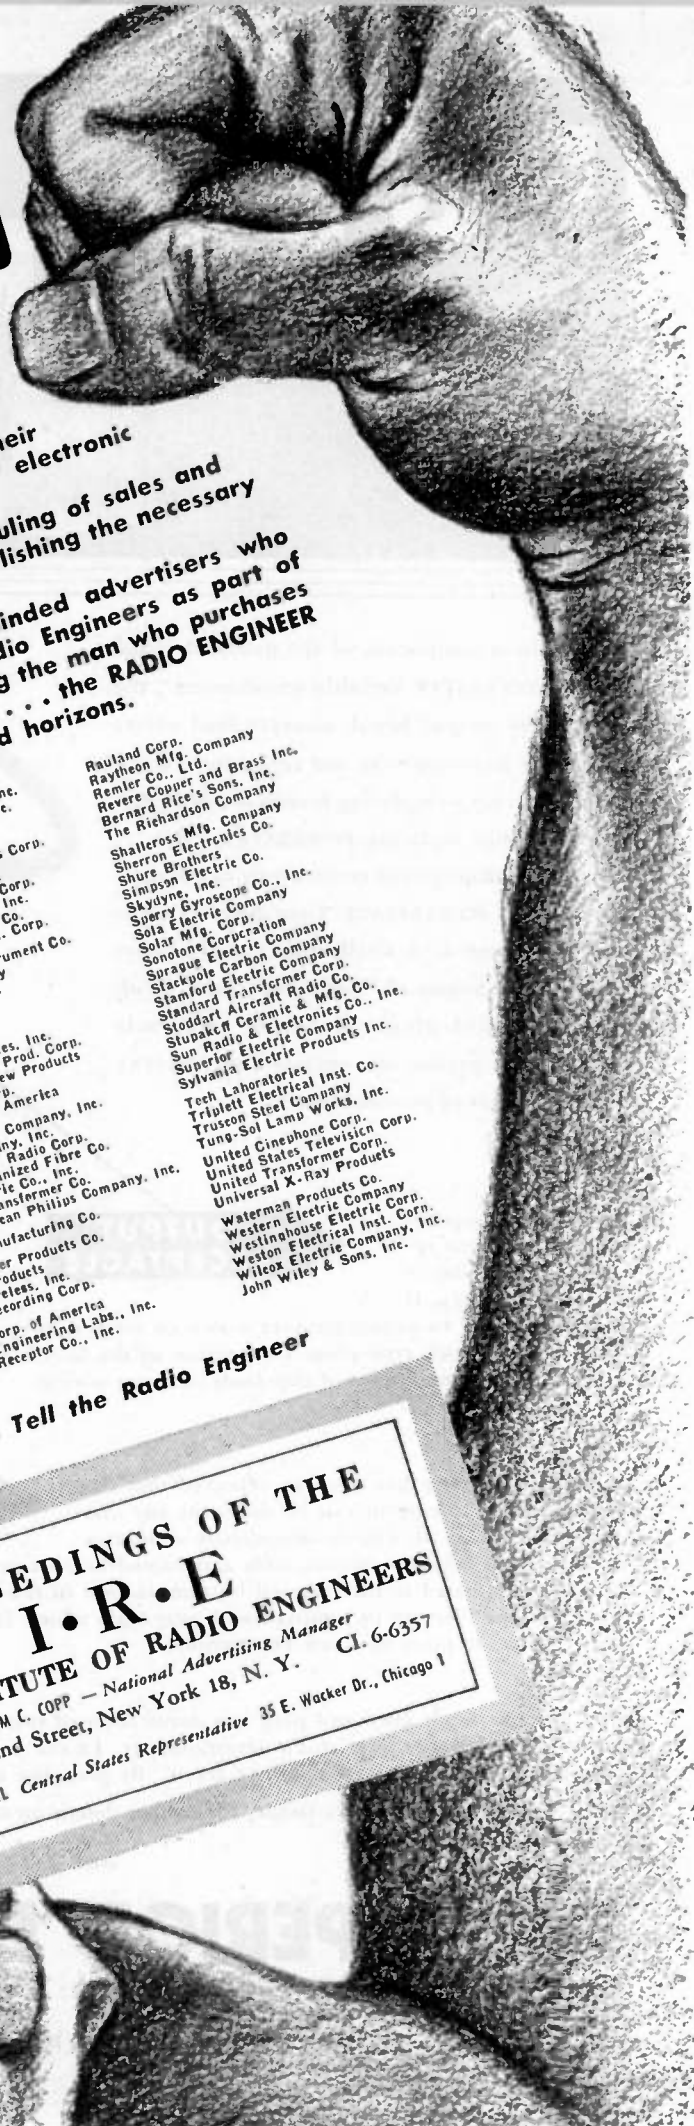 heir
electronic
uling of sales and
lishing the necessary
inded advertisers who
dio Engineers as part of
g the man who purchases
. . . the RADIO ENGINEER
d horizons.
nc.
c.
s Corp.
Corp.
Inc.
Co.
. Corp.
rument Co.
y
es, Inc.
Prod. Corp.
ew Products
rp.
America
Company, Inc.
ny, Inc.
Radio Corp.
anized Fibre Co.
ric Co., Inc.
ansformer Co.
can Philips Company, Inc.
nufacturing Co.
er Products Co.
roducts
reless, Inc.
ecording Corp.
orp. of America
ngineering Labs., Inc.
Receptor Co., Inc.
Rauland Corp.
Raytheon Mfg. Company
Remler Co., Ltd.
Revere Copper and Brass Inc.
Bernard Rice's Sons, Inc.
The Richardson Company
Shallcross Mfg. Company
Sherron Electronics Co.
Shure Brothers
Simpson Electric Co.
Skydyne, Inc.
Sperry Gyroscope Co., Inc.
Sola Electric Company
Solar Mfg. Corp.
Sonotone Corporation
Sprague Electric Company
Stackpole Carbon Company
Stamford Electric Company
Standard Transformer Corp.
Stoddart Aircraft Radio Co.
Stupakoff Ceramic & Mfg. Co.
Sun Radio & Electronics Co., Inc.
Superior Electric Company
Sylvania Electric Products Inc.
Tech Laboratories
Triplett Electrical Inst. Co.
Truscon Steel Company
Tung-Sol Lamp Works, Inc.
United Cinephone Corp.
United States Television Corp.
United Transformer Corp.
Universal X-Ray Products
Waterman Products Co.
Western Electric Company
Westinghouse Electric Corp.
Weston Electrical Inst. Corp.
Wilcox Electric Company, Inc.
John Wiley & Sons, Inc.
Tell the Radio Engineer
EEDINGS OF THE
I•R•E
TUTE OF RADIO ENGINEERS
M C. COPP — National Advertising Manager
nd Street, New York 18, N. Y. CI. 6-6357
L Central States Representative 35 E. Wacker Dr., Chicago 1